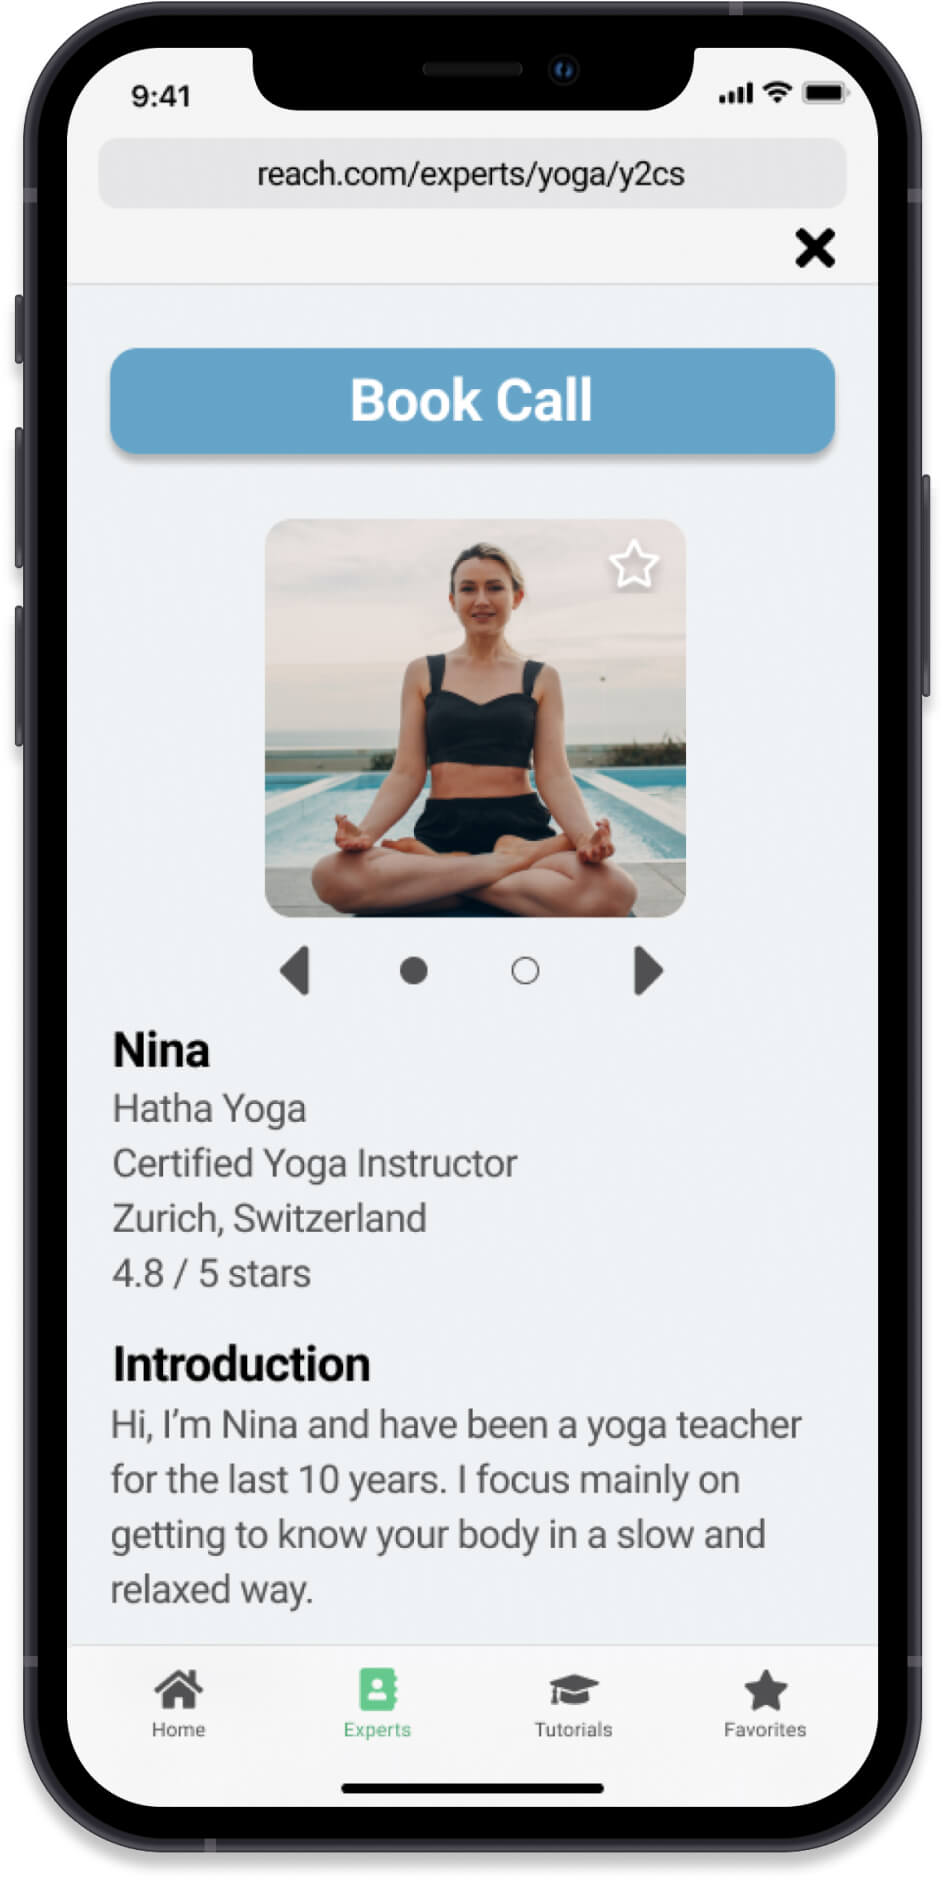 9:41
reach.com/experts/yoga/y2cs
Book Call
Nina
Hatha Yoga
Certified Yoga Instructor
Zurich, Switzerland
4.8 / 5 stars
Introduction
Hi, I’m Nina and have been a yoga teacher
for the last 10 years. I focus mainly on
getting to know your body in a slow and
relaxed way.
Home Experts Tutorials Favorites